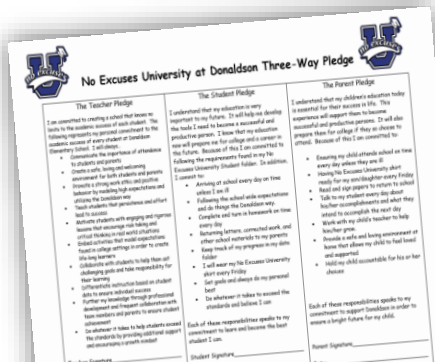 NO EXCUSES
NO EXCUSES
No Excuses University at Donaldson Three-Way Pledge
The Teacher Pledge
I am committed to creating a school that knows no
limits to the academic success of each student. The
following represents my personal commitment to the
academic success of every student at Donaldson
Elementary School. I will always...
Communicate the importance of attendance
to students and parents
Create a safe, loving and welcoming
environment for both students and parents
Promote a strong work ethic and positive
behavior by modeling high expectations and
utilizing the Donaldson Way
Teach students that persistence and effort
lead to success
Motivate students with engaging and rigorous
lessons that encourage risk taking and
critical thinking in real world situations
Embed activities that model expectations
found in college settings in order to create
life long learners
Collaborate with students to help them set
challenging goals and take responsibility for
their learning
Differentiate instruction based on student
data to ensure individual success
Further my knowledge through professional
development and frequent collaboration with
team members and parents to ensure student
achievement
Do whatever it takes to help students exceed
the standards by providing additional support
and encouraging a growth mindset
Signature
The Student Pledge
I understand that my education is very
important to my future. It will help me develop
the tools I need to become a successful and
productive person. I know that my education
now will prepare me for college and a career in
the future. Because of this I am committed to
following the requirements found in my No
Excuses University Student folder. In addition,
I commit to:
Arriving at school every day on time
unless I am ill
Following the school wide expectations
and do things the Donaldson Way.
Complete and turn in homework on time
every day
Returning letters, corrected work, and
other school materials to my parents
Keep track of my progress in my data
folder
I will wear my No Excuses University
shirt every Friday
Set goals and always do my personal
best
Do whatever it takes to exceed the
standards and believe I can
Each of these responsibilities speaks to my
commitment to learn and become the best
student I can.
Student Signature
The Parent Pledge
I understand that my children's education today
is essential for their success in life. This
education will help them develop into
successful and productive persons. It will also
prepare them for college if they so choose to
attend. Because of this I am committed to:
Ensuring my child attends school on time
every day unless they are ill
Having No Excuses University shirt
ready for my son/daughter every Friday
Read and sign papers to return to school
Talk to my student every day about
his/her accomplishments and what they
intend to accomplish the next day
Work with my child's teacher to help
him/her grow.
Provide a safe and loving environment at
home that allows my child to feel loved
and supported
Hold my child accountable for his or her
choices
Each of these responsibilities speaks to my
commitment to support Donaldson in order to
ensure a bright future for my child.
Parent Signature